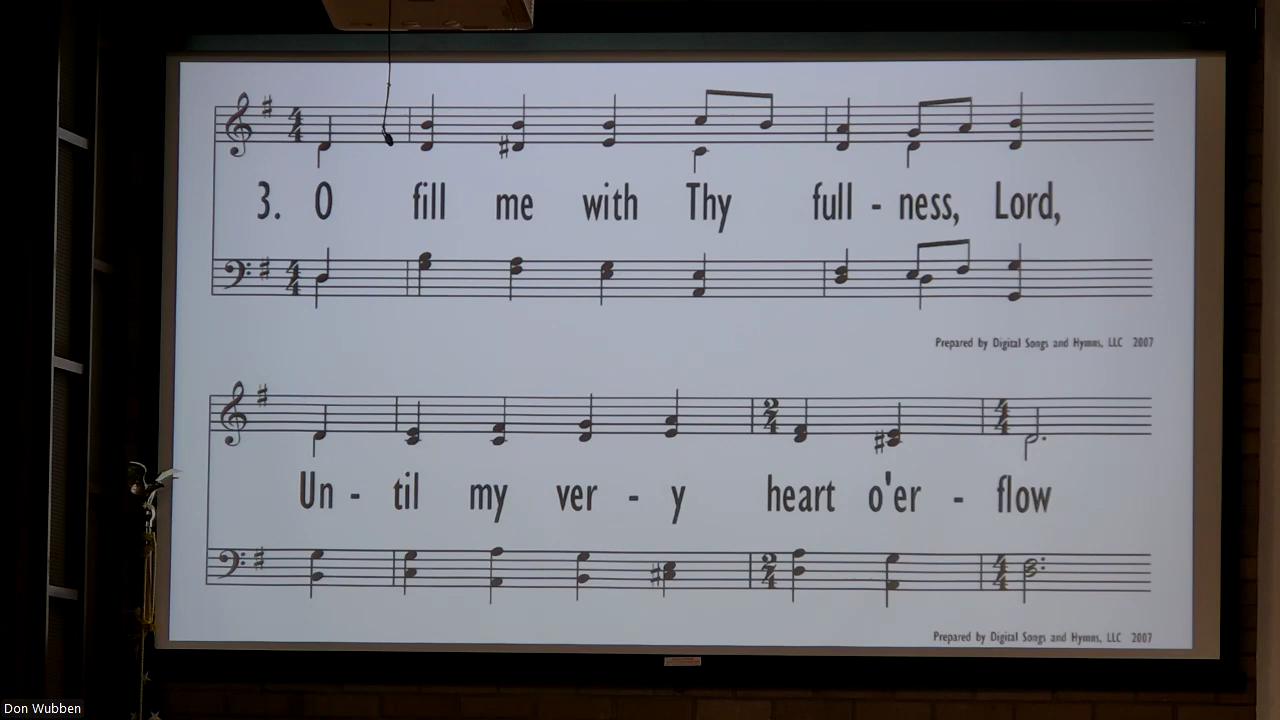 3. O fill me with Thy full - ness, Lord,
Prepared by Digital Songs and Hymns, LLC 2007
Un - til my ver - y heart o'er - flow
Prepared by Digital Songs and Hymns, LLC 2007
Don Wubben